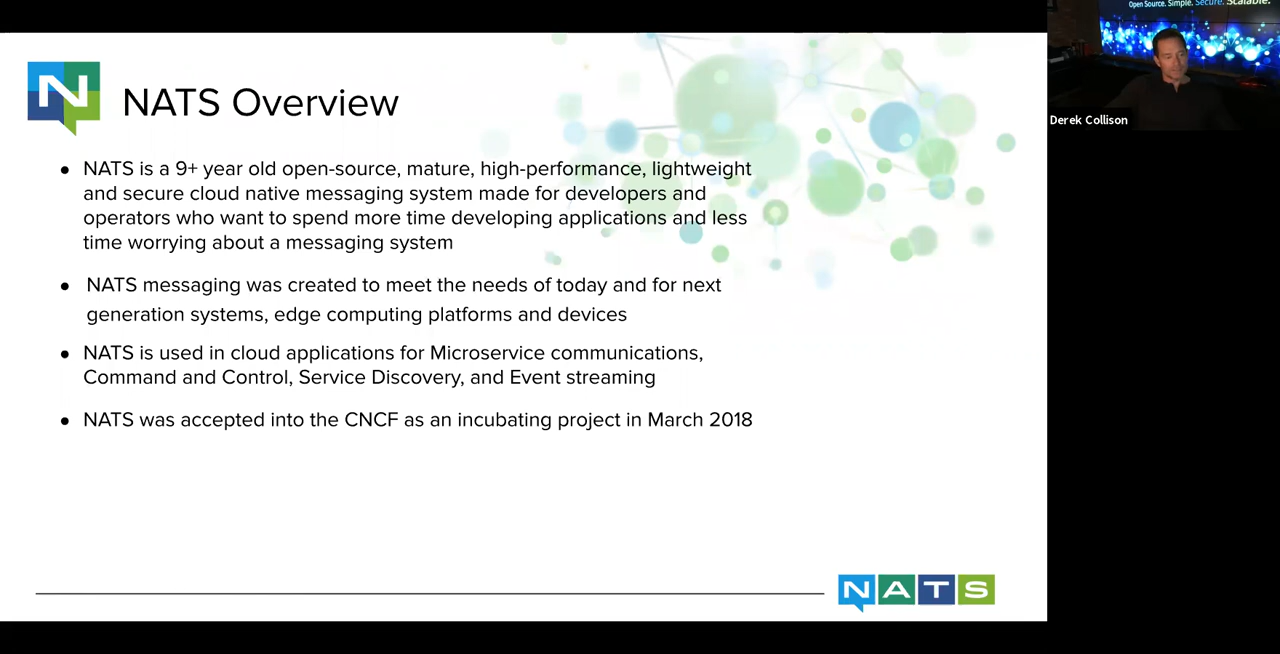 Open Source. Simple. Secure. Scalable.
N
NATS Overview
Derek Collison
● NATS is a 9+ year old open-source, mature, high-performance, lightweight
and secure cloud native messaging system made for developers and
operators who want to spend more time developing applications and less
time worrying about a messaging system
● NATS messaging was created to meet the needs of today and for next
generation systems, edge computing platforms and devices
● NATS is used in cloud applications for Microservice communications,
Command and Control, Service Discovery, and Event streaming
● NATS was accepted into the CNCF as an incubating project in March 2018
NATS